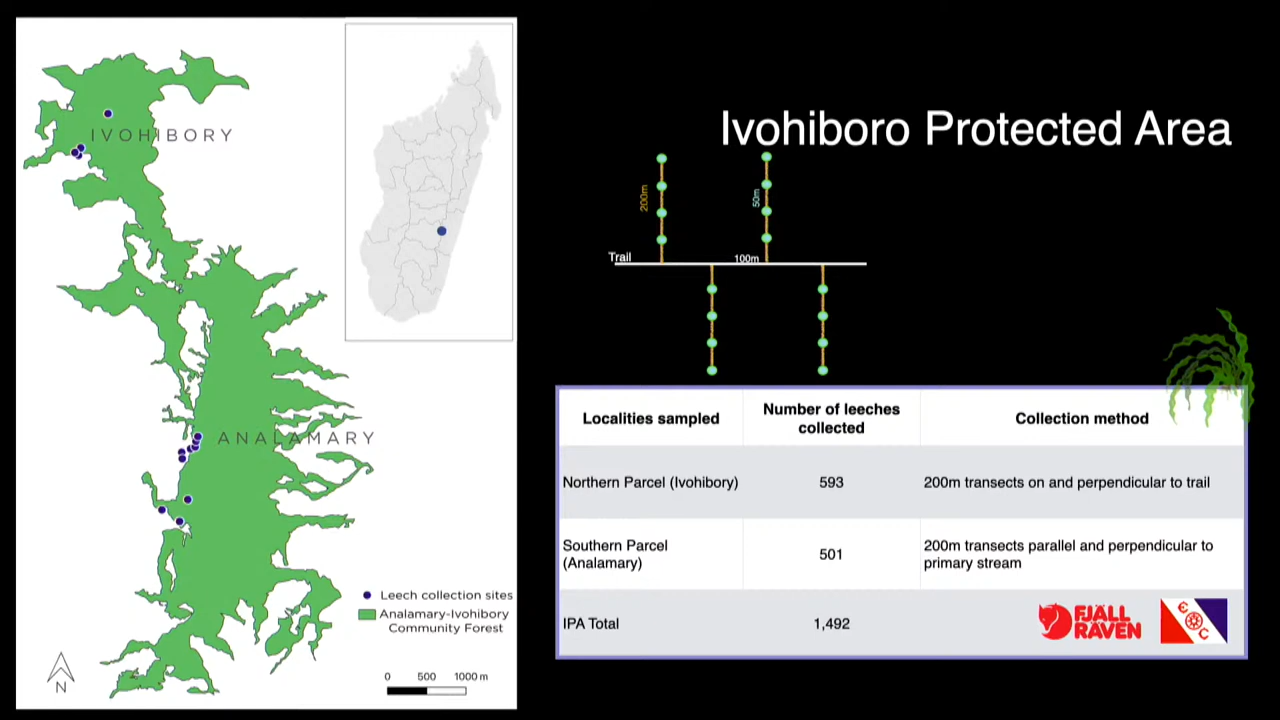 IVOHIBORY
ANALAMARY
Leech collection sites
Analamary-Ivohibory
Community Forest
N
0 500 1000 m
Ivohiboro Protected Area
200m
50m
Trail
100m
Localities sampled
Number of leeches
collected
Collection method
Northern Parcel (Ivohibory)
593
200m transects on and perpendicular to trail
Southern Parcel
(Analamary)
501
200m transects parallel and perpendicular to
primary stream
IPA Total
1,492
FJÄLL
RÄVEN
E
C